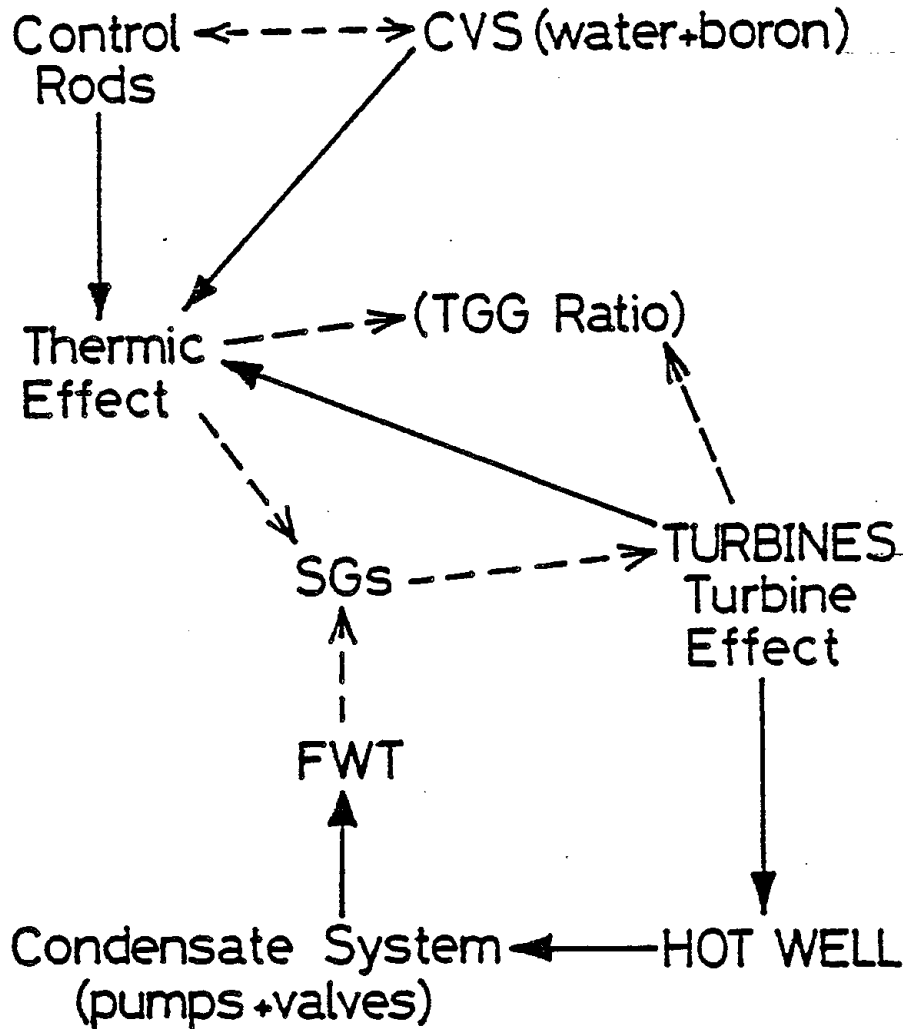 Control
Rods
CVS (water+boron)
(TGG Ratio)
Thermic
Effect
SGs
TURBINES
Turbine
Effect
FWT
Condensate System
(pumps+valves)
HOT WELL